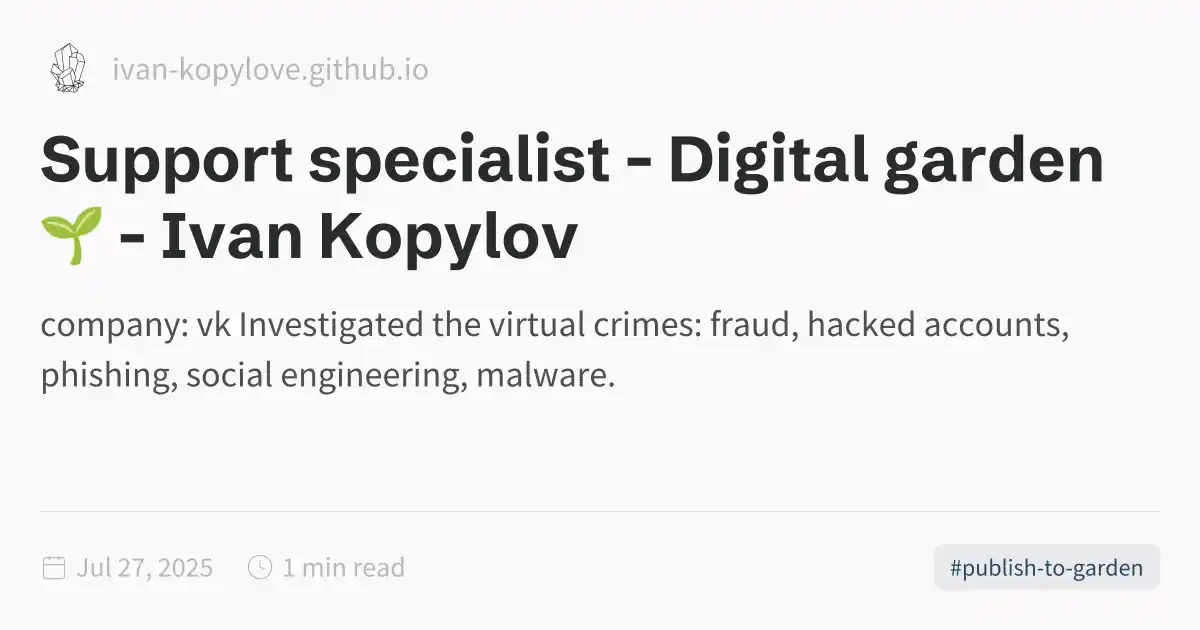 ivan-kopylove.github.io
Support specialist - Digital garden
🌱 - Ivan Kopylov
company: vk Investigated the virtual crimes: fraud, hacked accounts,
phishing, social engineering, malware.
Jul 27, 2025 1 min read #publish-to-garden